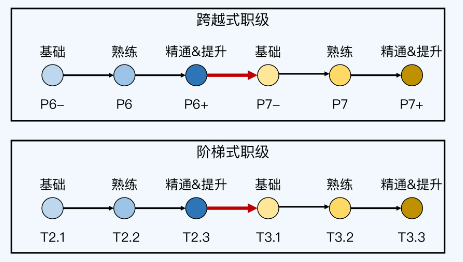 跨越式职级
基础 熟练 精通&提升 基础 熟练 精通&提升
P6- P6 P6+ P7- P7 P7+
阶梯式职级
基础 熟练 精通&提升 基础 熟练 精通&提升
T2.1 T2.2 T2.3 T3.1 T3.2 T3.3